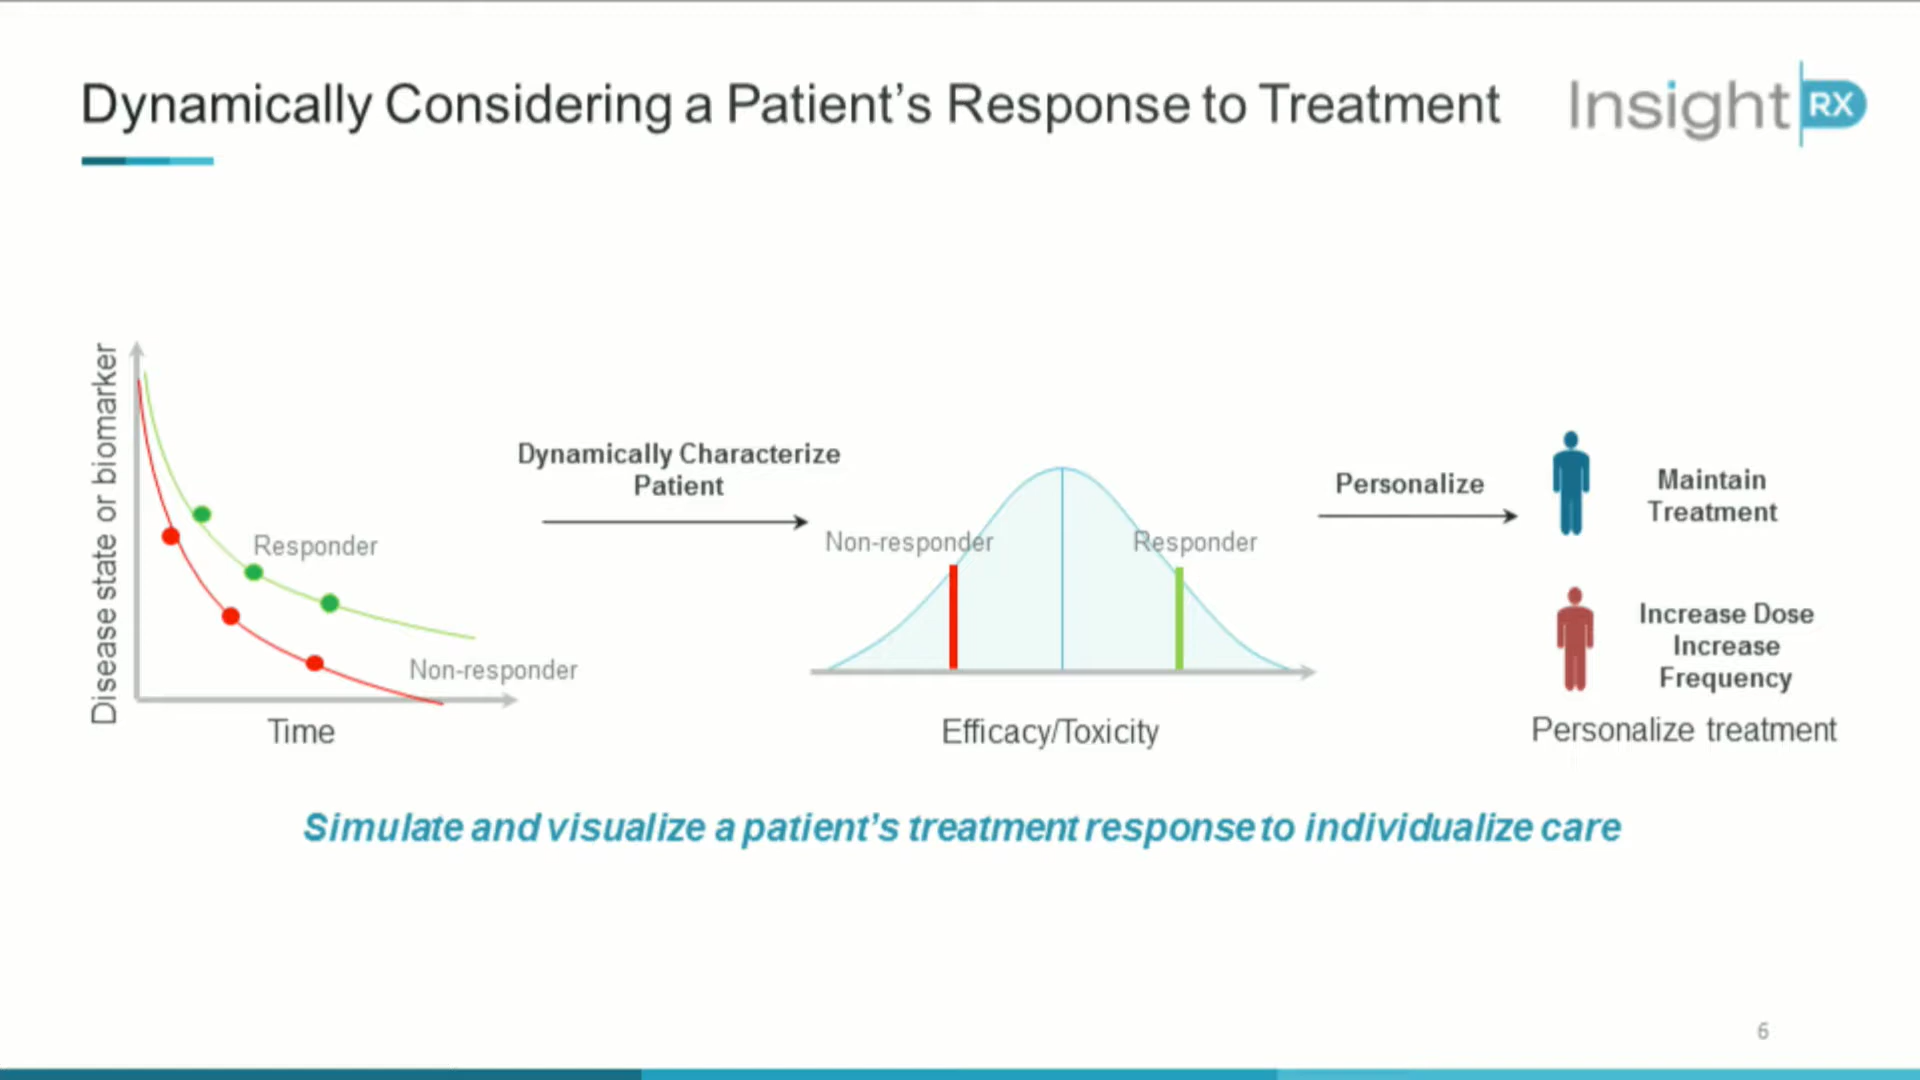 Dynamically Considering a Patient's Response to Treatment
Insight RX
Disease state or biomarker
Responder
Non-responder
Time
Dynamically Characterize
Patient
Non-responder
Responder
Efficacy/Toxicity
Personalize
Maintain
Treatment
Increase Dose
Increase
Frequency
Personalize treatment
Simulate and visualize a patient's treatment response to individualize care
6